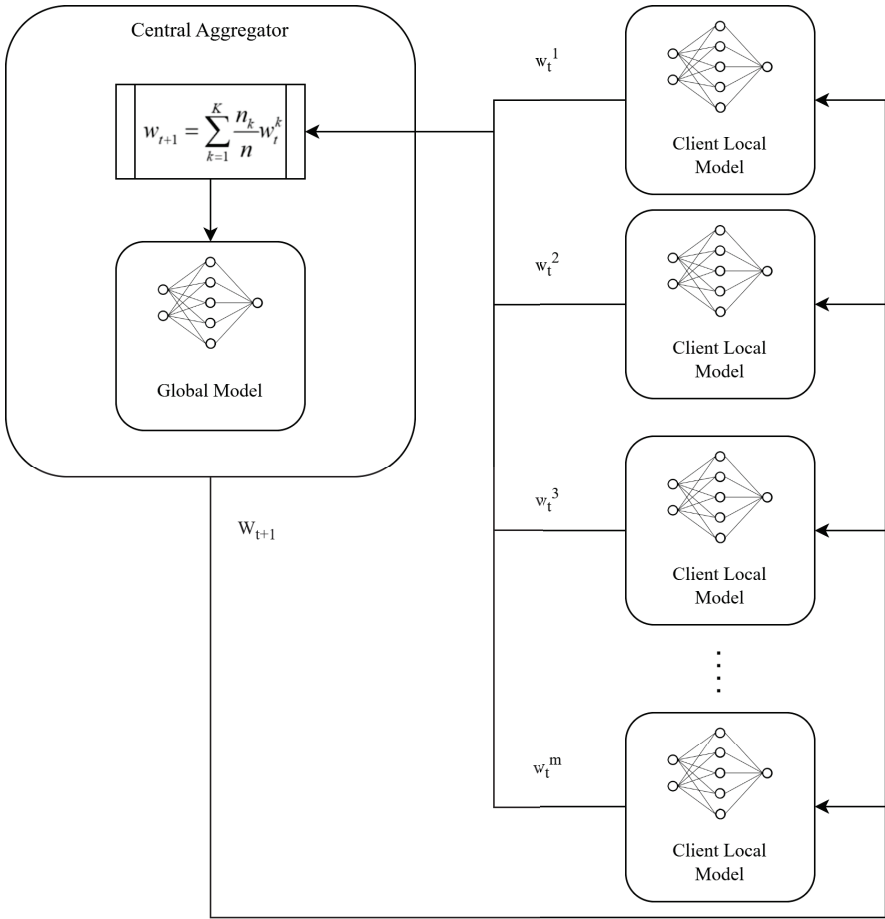 Central Aggregator
w_{t+1} = \sum_{k=1}^{K} \frac{n_k}{n} w_t^k
Global Model
W_{t+1}
w_t^1
Client Local
Model
w_t^2
Client Local
Model
w_t^3
Client Local
Model
w_t^m
Client Local
Model